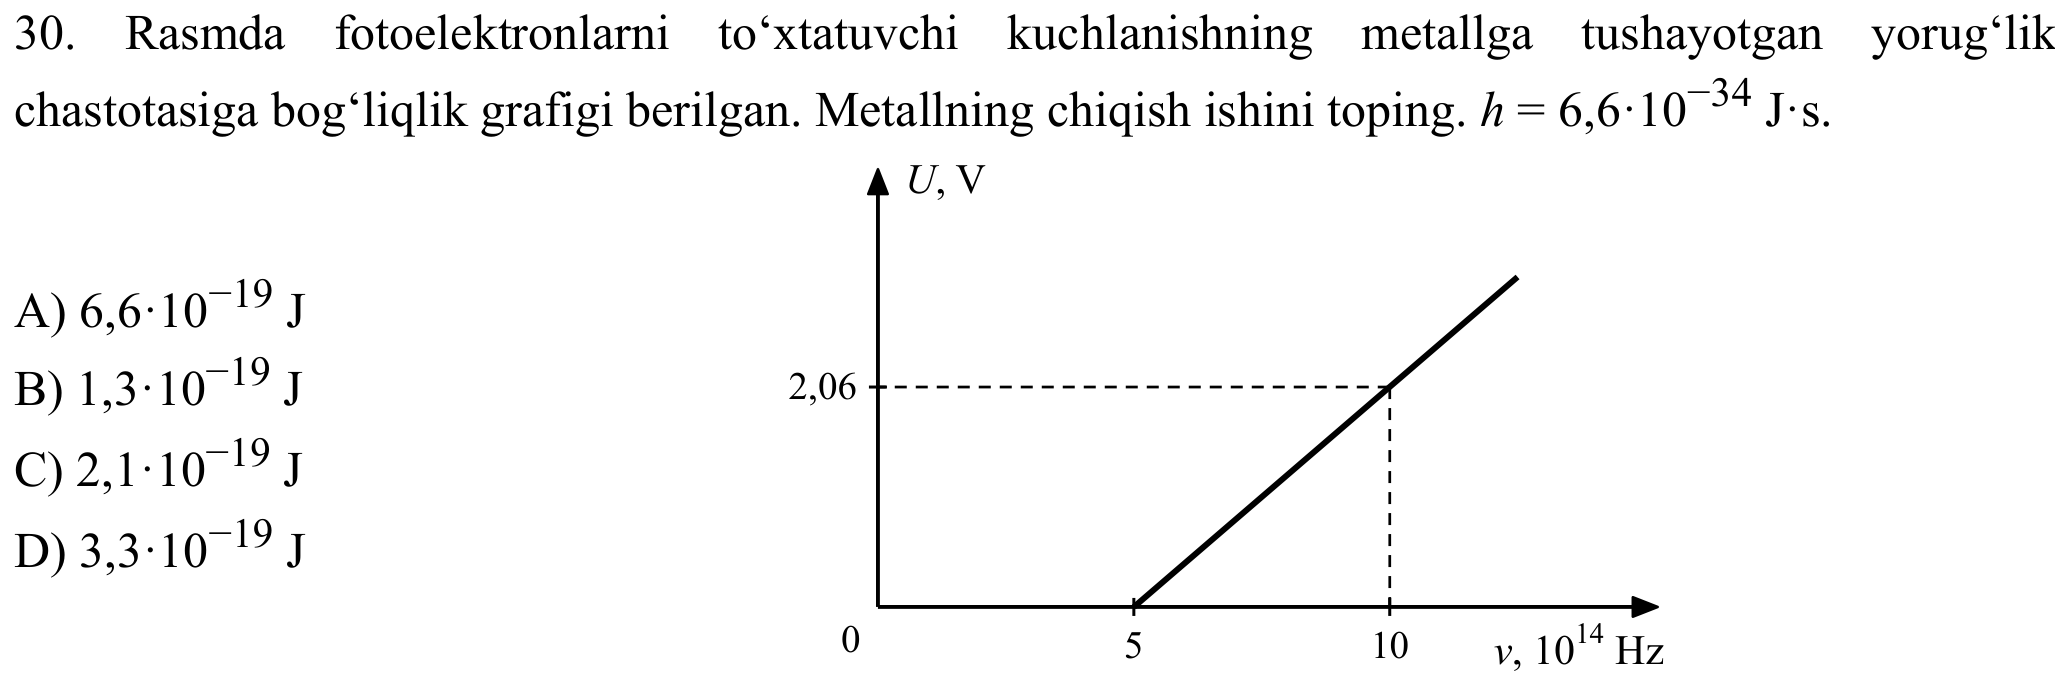 30. Rasmda fotoelektronlarni to‘xtatuvchi kuchlanishning metallga tushayotgan yorug‘lik
chastotasiga bog‘liqlik grafigi berilgan. Metallning chiqish ishini toping. h = 6,6·10⁻³⁴ J·s.
U, V
A) 6,6·10⁻¹⁹ J
B) 1,3·10⁻¹⁹ J
2,06
C) 2,1·10⁻¹⁹ J
D) 3,3·10⁻¹⁹ J
0 5 10 ν, 10¹⁴ Hz